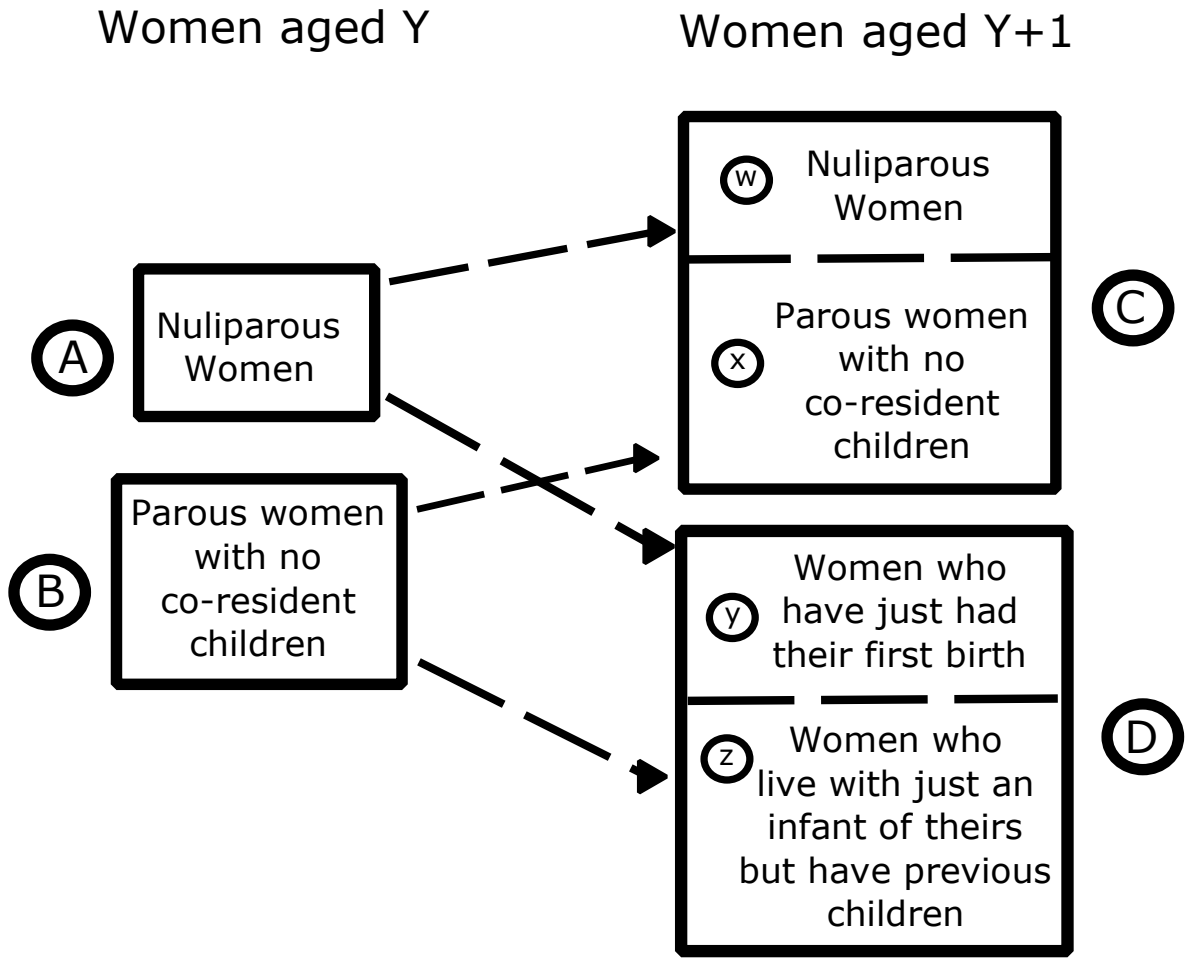 Women aged Y
Women aged Y+1
A
Nuliparous
Women
B
Parous women
with no
co-resident
children
w
Nuliparous
Women
x
Parous women
with no
co-resident
children
C
y
Women who
have just had
their first birth
z
Women who
live with just an
infant of theirs
but have previous
children
D